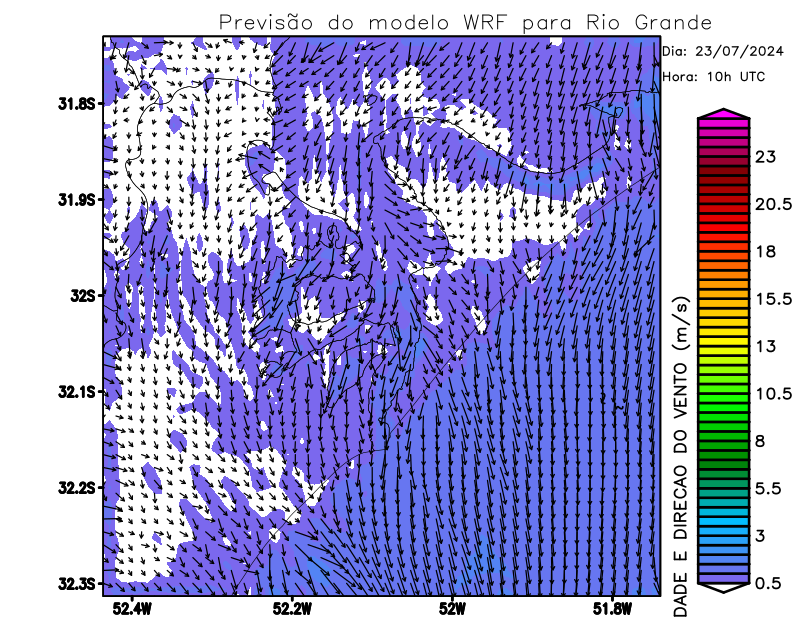 Previsão do modelo WRF para Rio Grande
Dia: 23/07/2024
Hora: 10h UTC
31.8S
31.9S
32S
32.1S
32.2S
32.3S
52.4W
52.2W
52W
51.8W
23
20.5
18
15.5
13
10.5
8
5.5
3
0.5
DADE E DIRECAO DO VENTO (m/s)